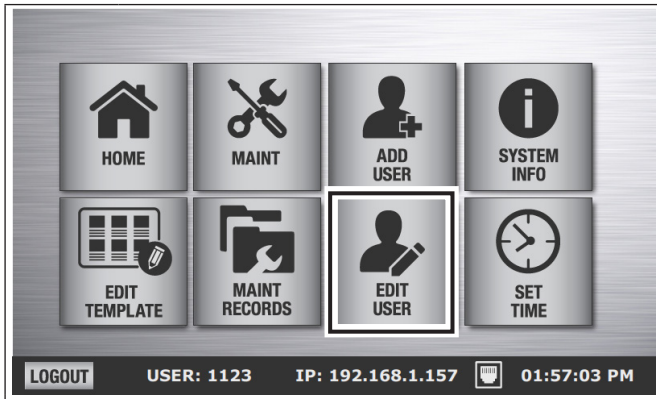 HOME
MAINT
ADD
USER
SYSTEM
INFO
EDIT
TEMPLATE
MAINT
RECORDS
EDIT
USER
SET
TIME
LOGOUT USER: 1123 IP: 192.168.1.157 01:57:03 PM